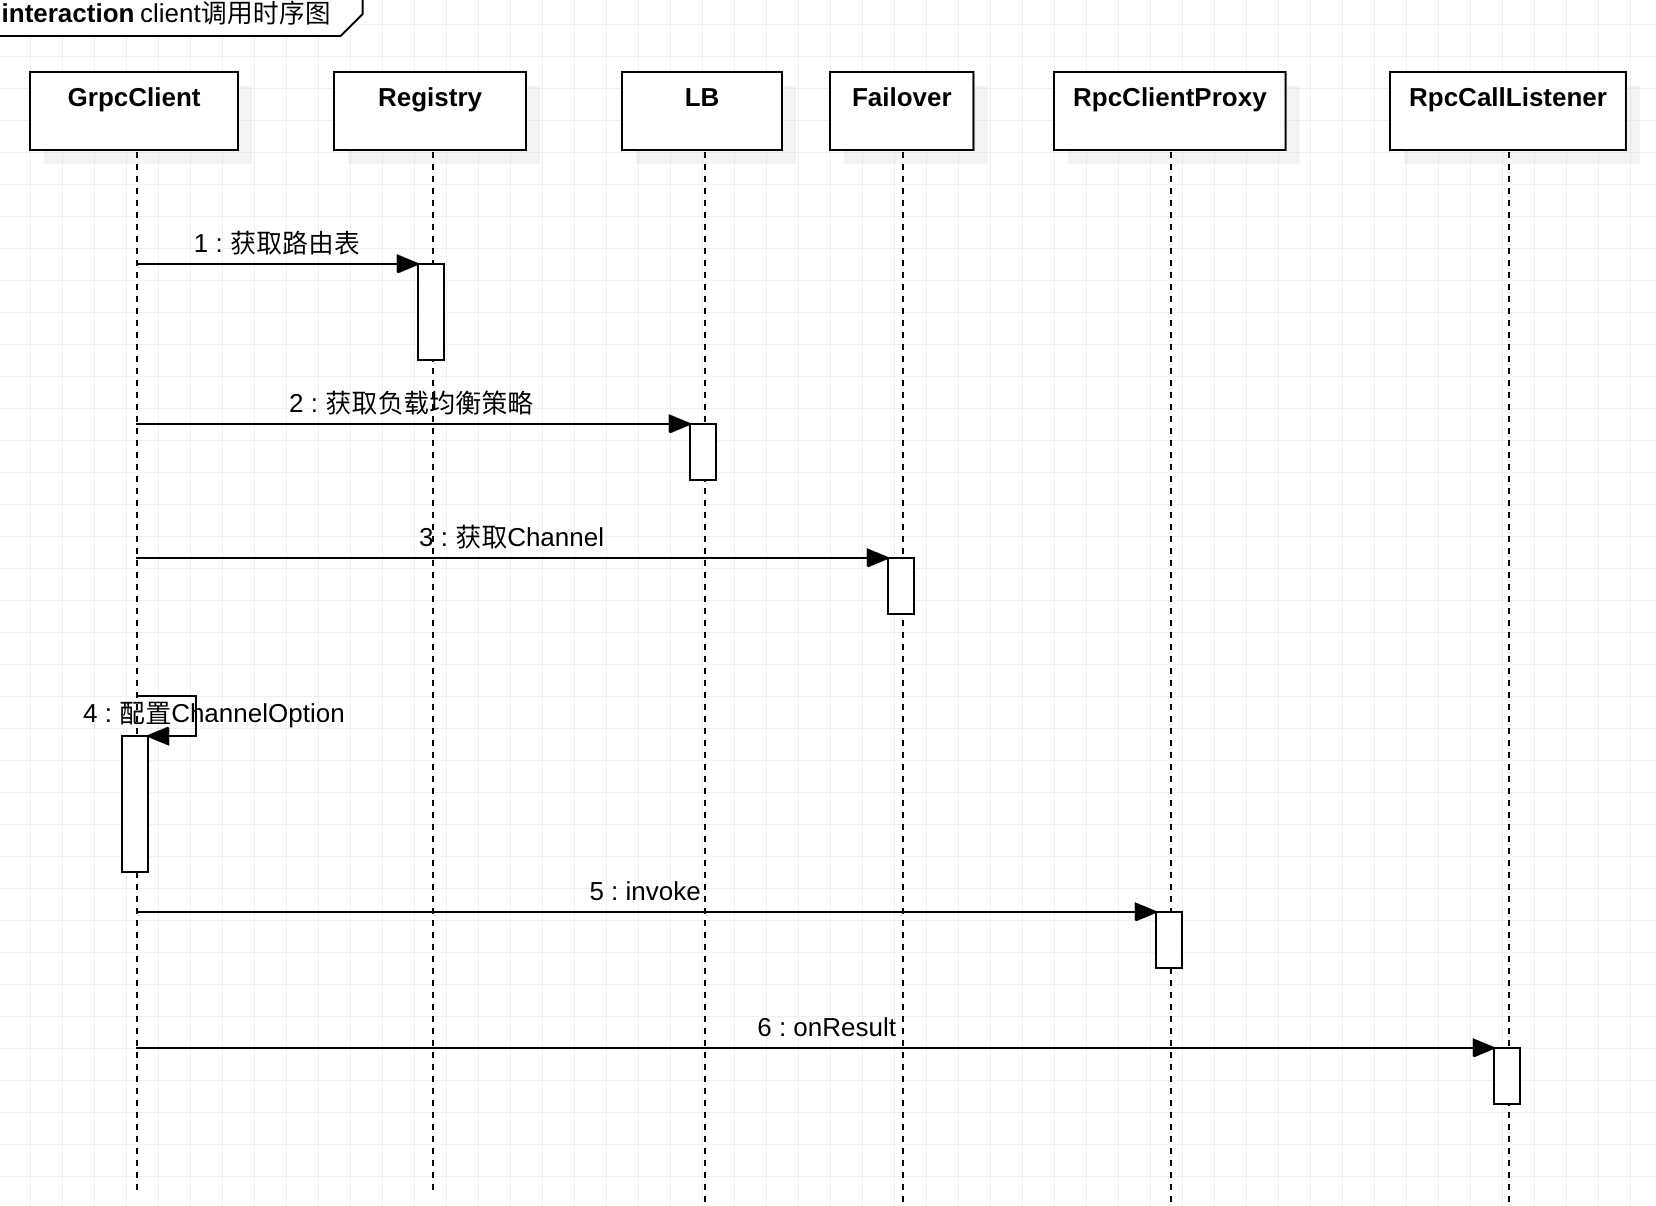 interaction client调用时序图
GrpcClient
Registry
LB
Failover
RpcClientProxy
RpcCallListener
1 : 获取路由表
2 : 获取负载均衡策略
3 : 获取Channel
4 : 配置ChannelOption
5 : invoke
6 : onResult